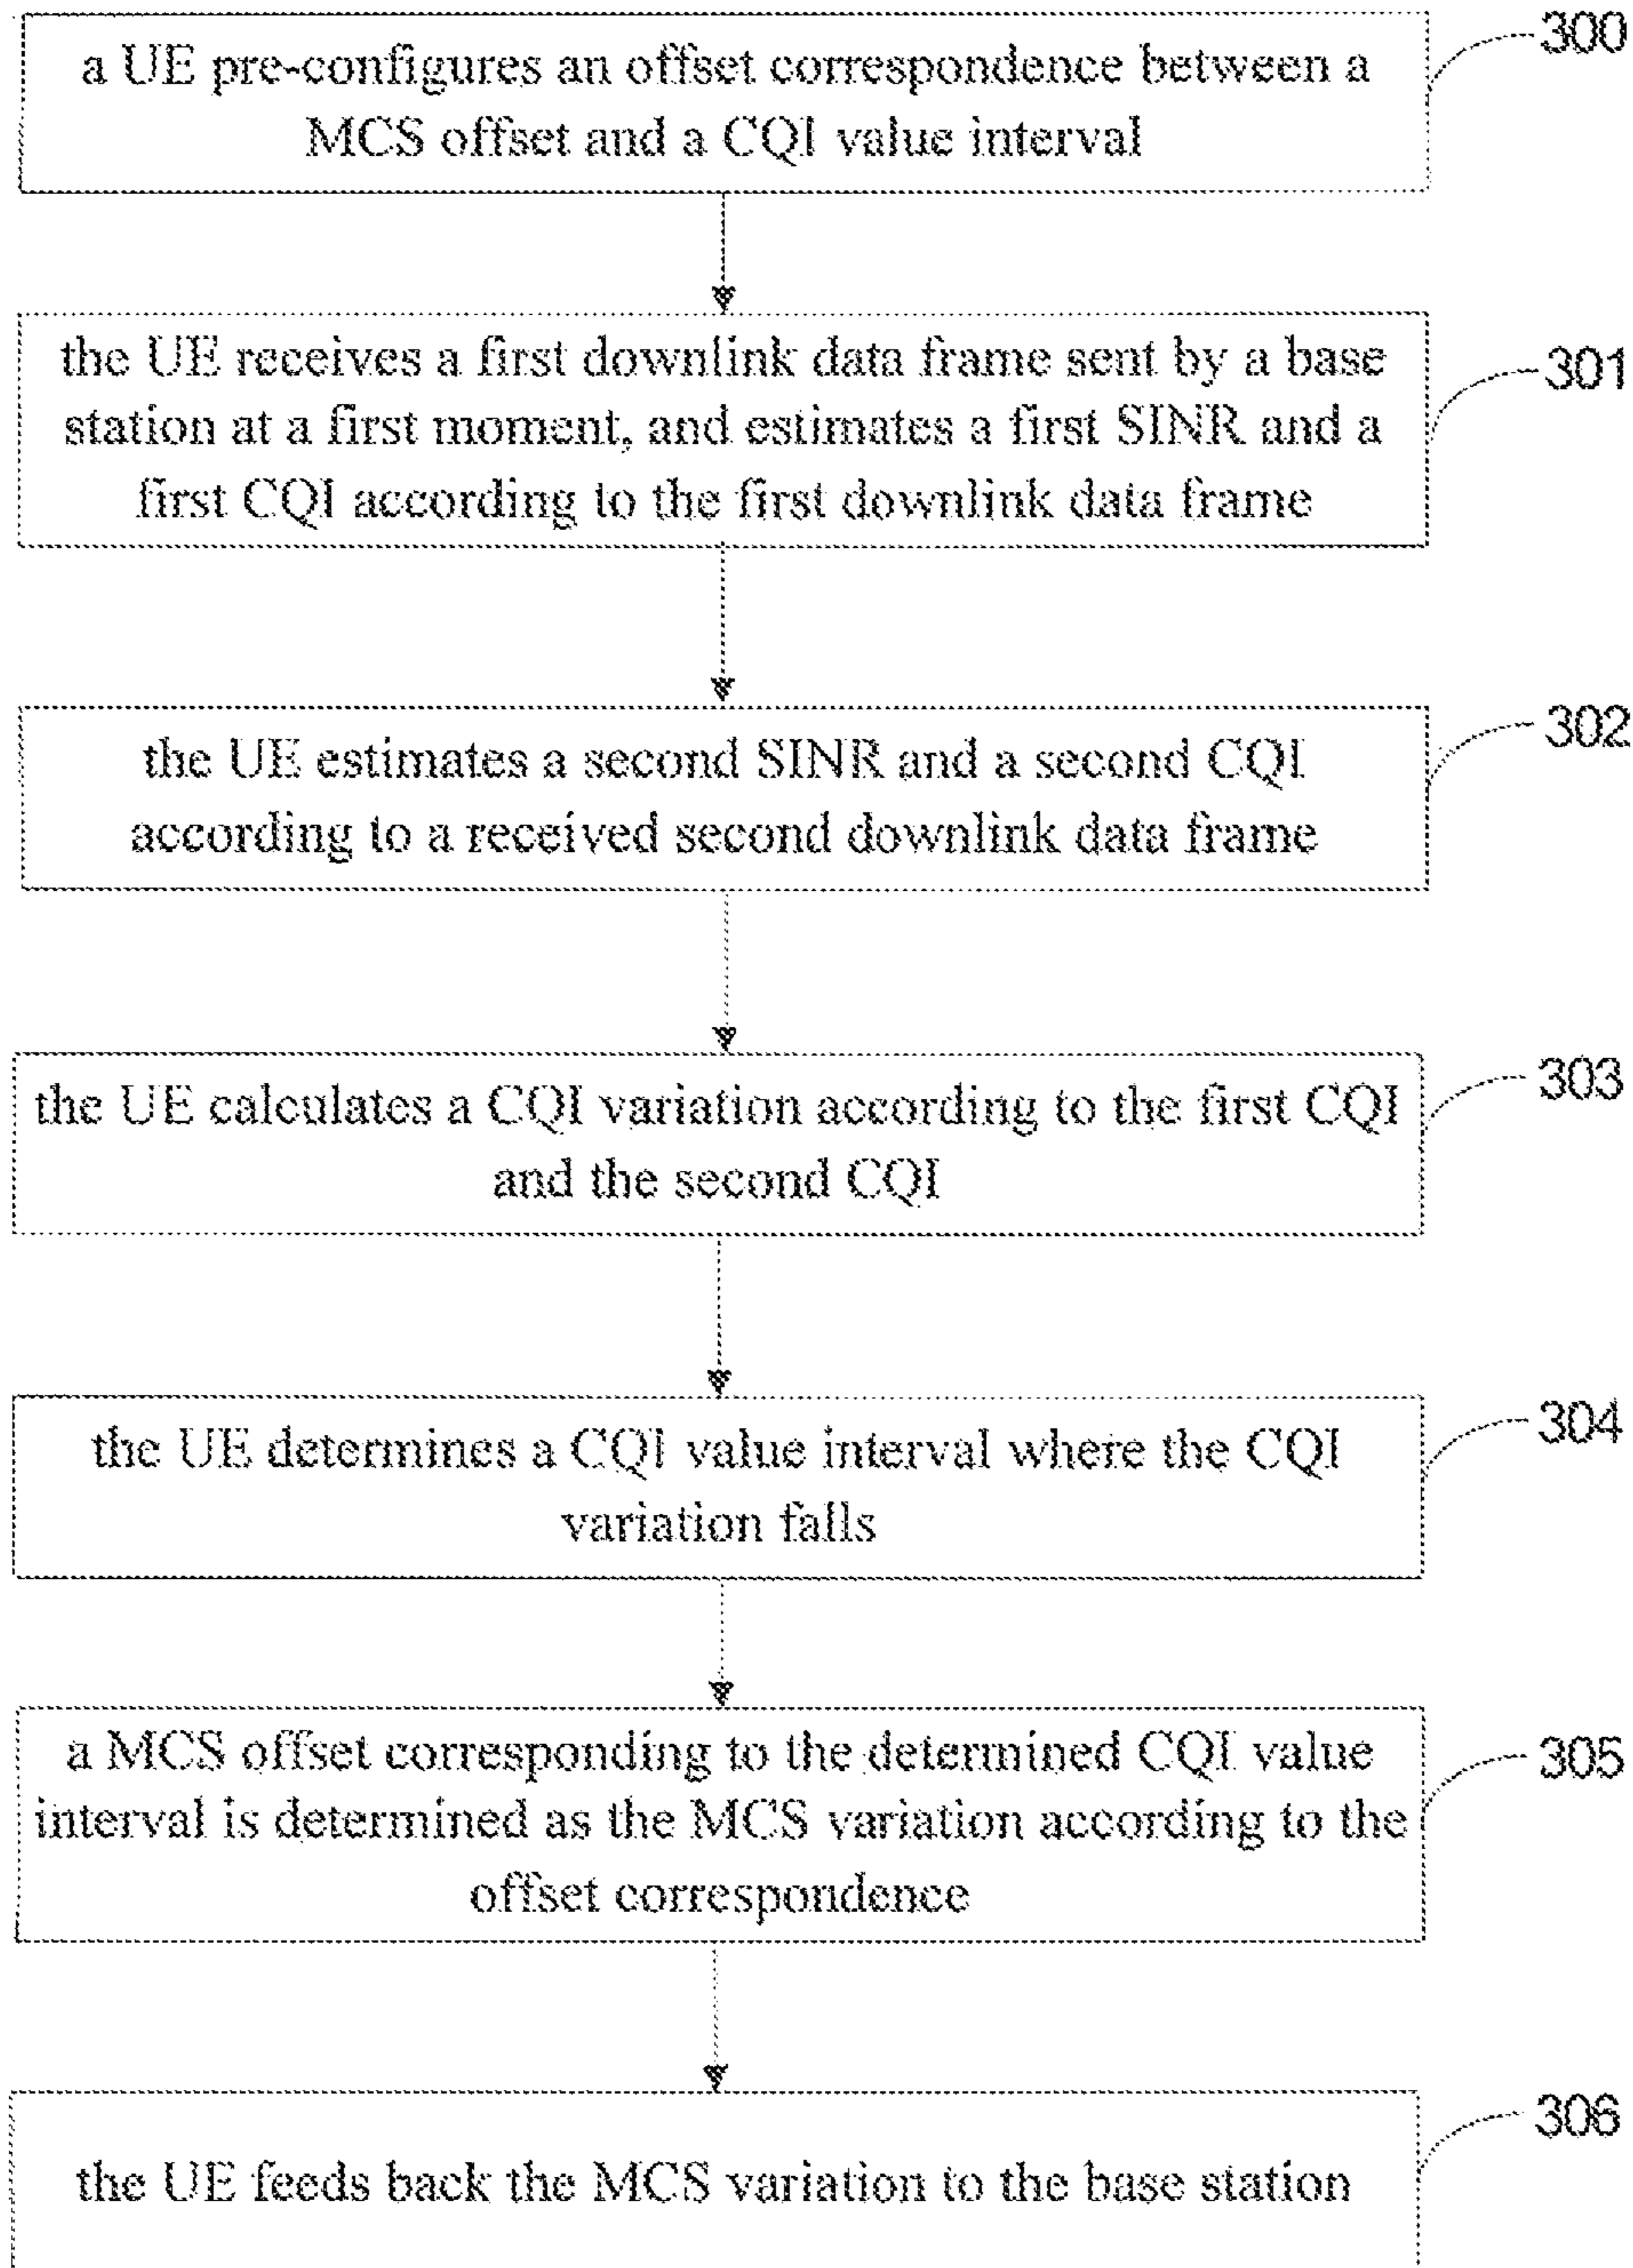 a UE pre-configures an offset correspondence between a
MCS offset and a CQI value interval
300
the UE receives a first downlink data frame sent by a base
station at a first moment, and estimates a first SINR and a
first CQI according to the first downlink data frame
301
the UE estimates a second SINR and a second CQI
according to a received second downlink data frame
302
the UE calculates a CQI variation according to the first CQI
and the second CQI
303
the UE determines a CQI value interval where the CQI
variation falls
304
a MCS offset corresponding to the determined CQI value
interval is determined as the MCS variation according to the
offset correspondence
305
the UE feeds back the MCS variation to the base station
306